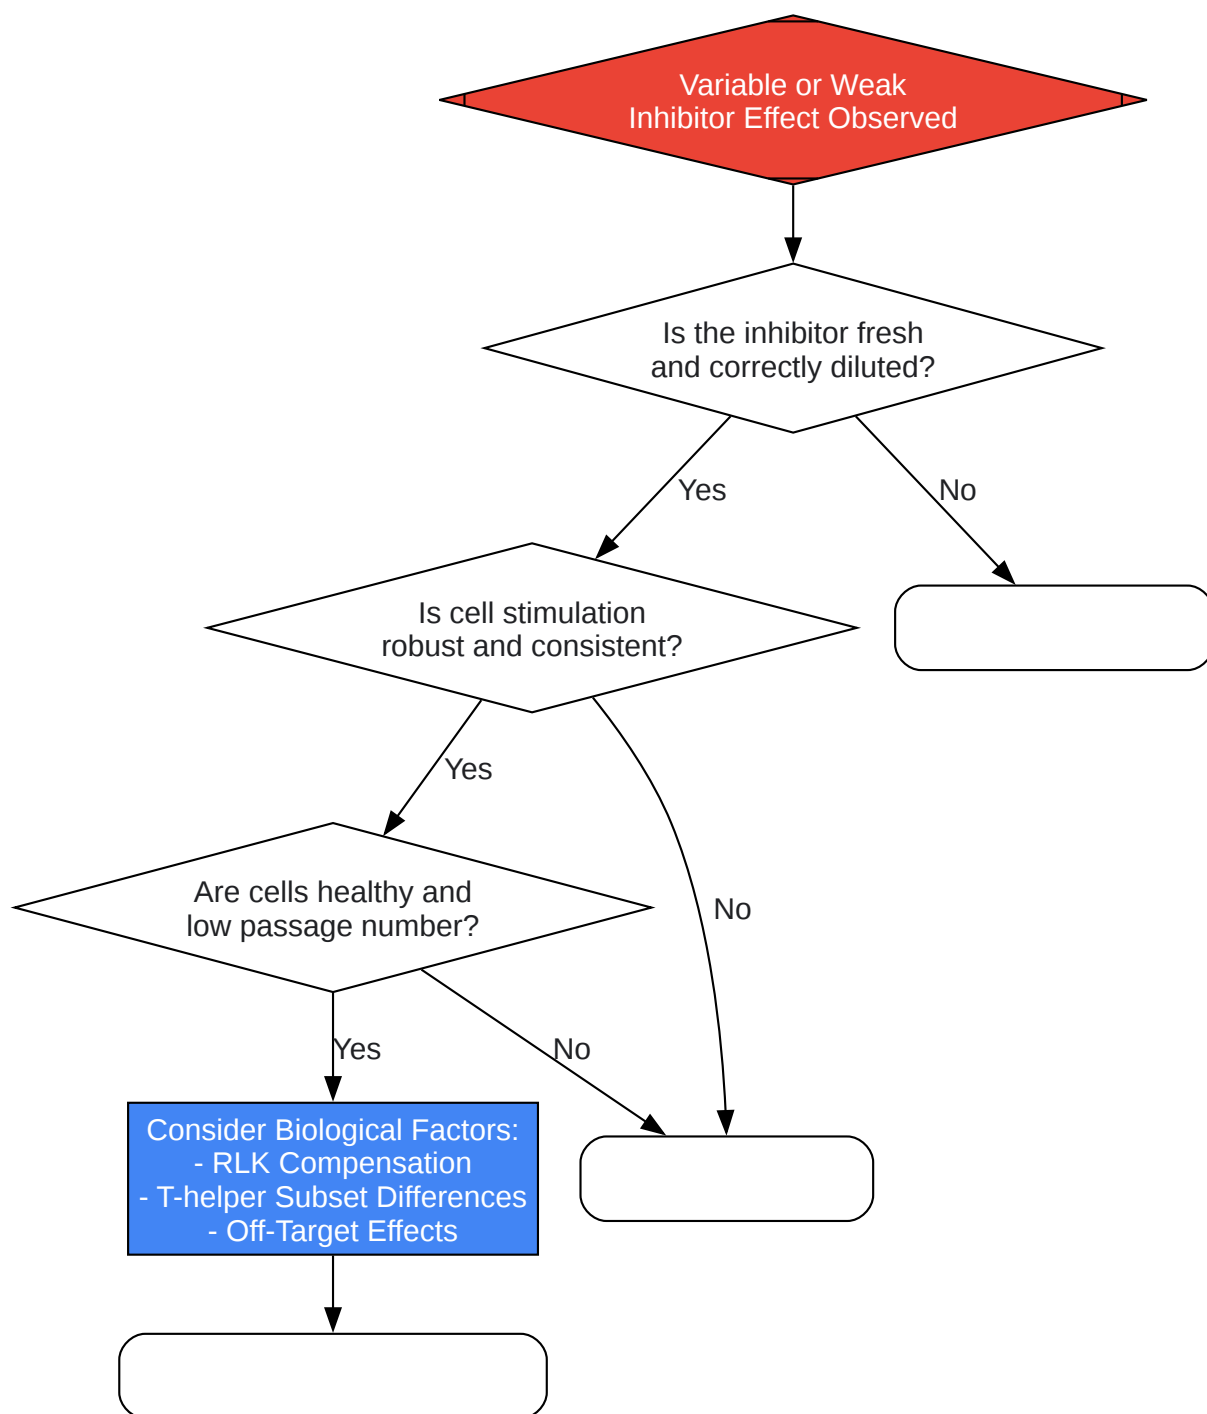 Variable or Weak
Inhibitor Effect Observed
Is the inhibitor fresh
and correctly diluted?
Yes
No
Is cell stimulation
robust and consistent?
Yes
No
Are cells healthy and
low passage number?
Yes
No
Consider Biological Factors:
- RLK Compensation
- T-helper Subset Differences
- Off-Target Effects